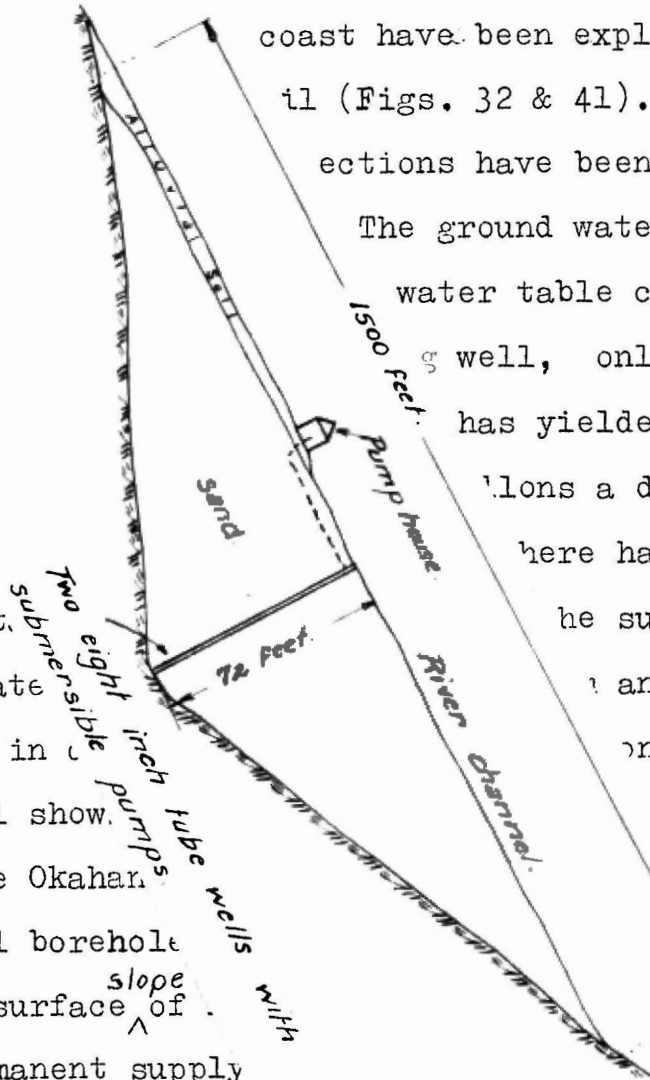 coast have been expl
il (Figs. 32 & 41).
ections have been
The ground wate
water table c
g well, onl
has yielde
llons a d
here ha
he su
an
on
ate
in
show.
e Okahan
l borehole
slope
surface ^ of .
manent supply
Alluvial Soil
1500 feet.
Pump house
sand
72 feet.
River channel.
Two eight inch tube wells with
submersible pumps